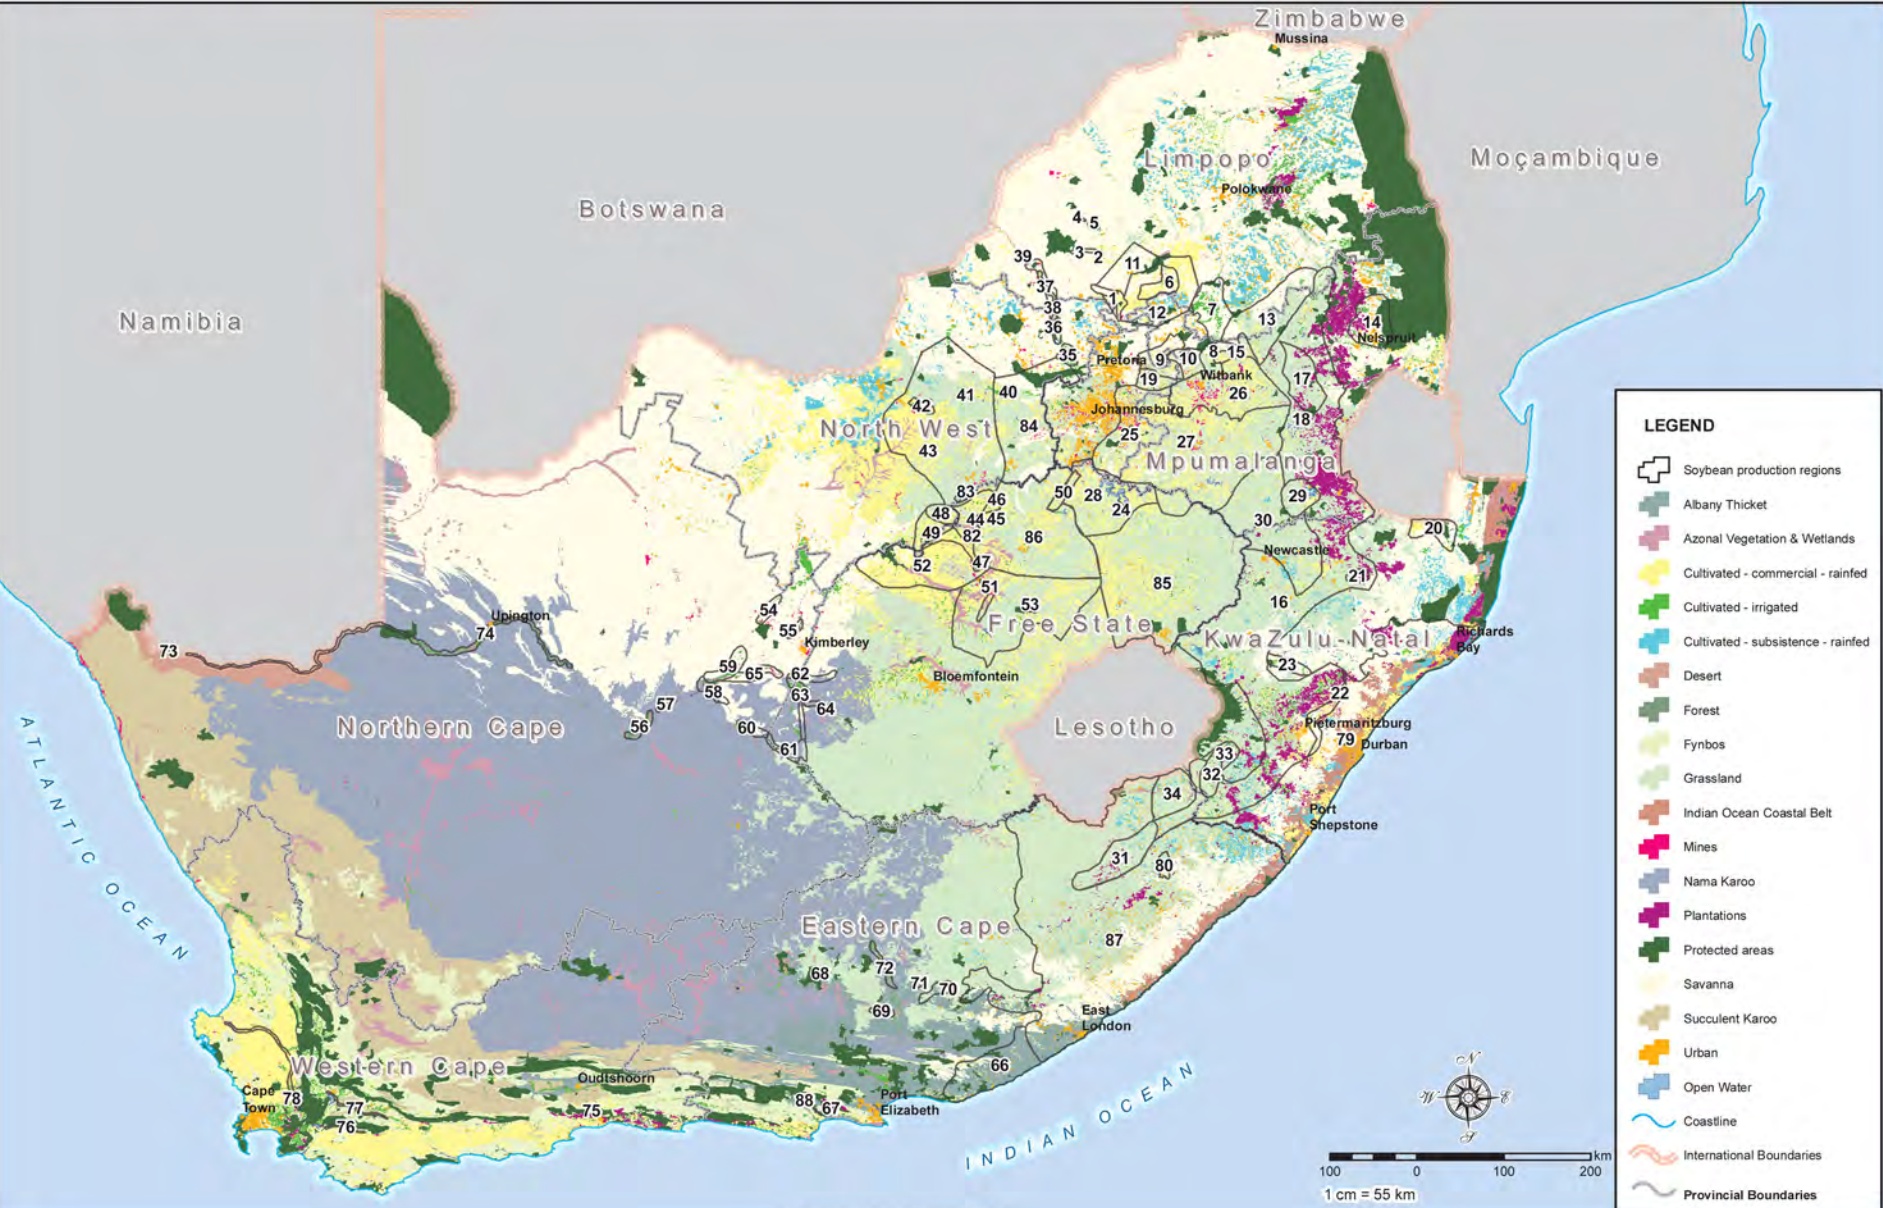 Zimbabwe
Mussina
Limpopo
Moçambique
Polokwane
Botswana
Namibia
4
5
3
2
39
11
6
37
1
38
12
7
36
13
14
Nelspruit
35
Pretoria
9
10
8
15
19
Witbank
26
17
41
40
42
Johannesburg
18
North West
84
25
27
43
Mpumalanga
83
46
50
28
29
48
44
45
24
30
20
49
82
86
Newcastle
52
47
21
51
85
53
16
54
Free State
KwaZulu-Natal
Richards
Bay
Upington
74
55
Kimberley
73
59
65
62
23
Bloemfontein
58
63
22
57
64
56
60
Northern Cape
Lesotho
Pietermaritzburg
79
Durban
61
33
32
34
Port
Shepstone
31
80
ATLANTIC OCEAN
Eastern Cape
87
68
72
71
70
69
East
London
66
Western Cape
Oudtshoorn
Cape
Town
78
77
76
75
88
67
Port
Elizabeth
INDIAN OCEAN
N
W
E
S
km
100
0
100
200
1 cm = 55 km
LEGEND
Soybean production regions
Albany Thicket
Azonal Vegetation & Wetlands
Cultivated - commercial - rainfed
Cultivated - irrigated
Cultivated - subsistence - rainfed
Desert
Forest
Fynbos
Grassland
Indian Ocean Coastal Belt
Mines
Nama Karoo
Plantations
Protected areas
Savanna
Succulent Karoo
Urban
Open Water
Coastline
International Boundaries
Provincial Boundaries